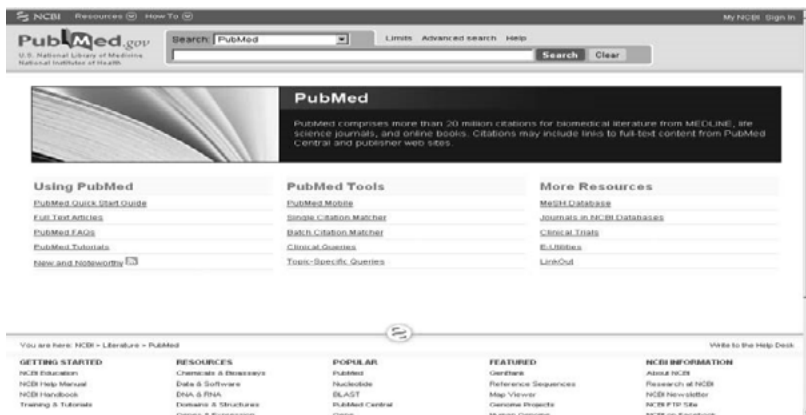 NCBI Resources How To My NCBI Sign In
PubMed.gov
U.S. National Library of Medicine
National Institutes of Health
Search: PubMed
Limits Advanced search Help
Search Clear
PubMed
PubMed comprises more than 20 million citations for biomedical literature from MEDLINE, life
science journals, and online books. Citations may include links to full-text content from PubMed
Central and publisher web sites.
Using PubMed
PubMed Quick Start Guide
Full Text Articles
PubMed FAQs
PubMed Tutorials
New and Noteworthy
PubMed Tools
PubMed Mobile
Single Citation Matcher
Batch Citation Matcher
Clinical Queries
Topic-Specific Queries
More Resources
MeSH Database
Journals in NCBI Databases
Clinical Trials
E-Utilities
LinkOut
You are here: NCBI > Literature > PubMed Write to the Help Desk
GETTING STARTED
NCBI Education
NCBI Help Manual
NCBI Handbook
Training & Tutorials
RESOURCES
Chemicals & Bioassays
Data & Software
DNA & RNA
Domains & Structures
Genes & Expression
POPULAR
PubMed
Nucleotide
BLAST
PubMed Central
Gene
FEATURED
GenBank
Reference Sequences
Map Viewer
Genome Projects
Human Genome
NCBI INFORMATION
About NCBI
Research at NCBI
NCBI Newsletter
NCBI FTP Site
NCBI on Facebook